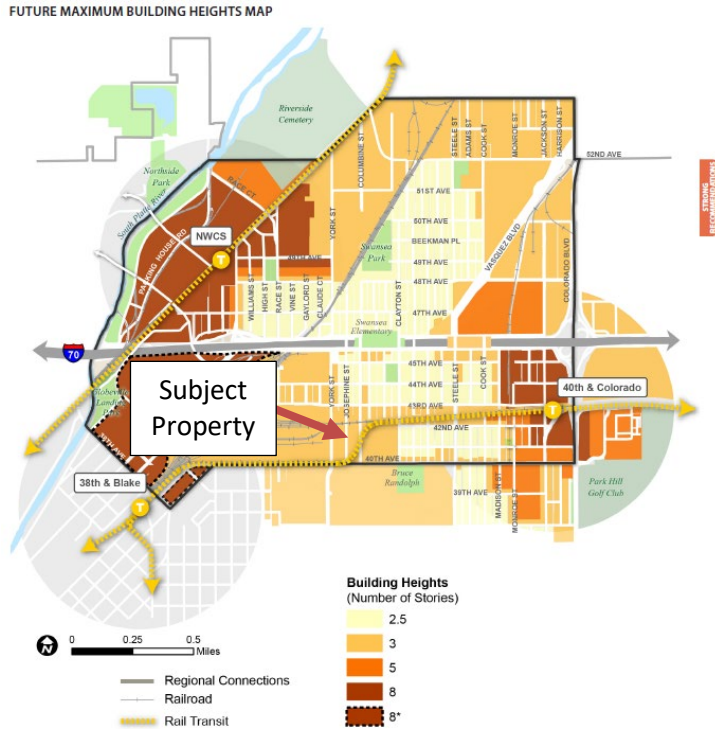 FUTURE MAXIMUM BUILDING HEIGHTS MAP
Riverside
Cemetery
COLUMBINE ST
STEELE ST
ADAMS ST
COOK ST
MONROE ST
JACKSON ST
HARRISON ST
52ND AVE
STRONG
RECOMMENDATIONS
Northside
Park
South Platte River
RACE CT
51ST AVE
50TH AVE
BEEKMAN PL
49TH AVE
48TH AVE
47TH AVE
NWCS
PACKING HOUSE RD
YORK ST
Swansea
Park
VASQUEZ BLVD
COLORADO BLVD
49TH AVE
WILLIAMS ST
HIGH ST
RACE ST
VINE ST
GAYLORD ST
CLAUDE CT
CLAYTON ST
Swansea
Elementary
70
45TH AVE
44TH AVE
43RD AVE
42ND AVE
STEELE ST
COOK ST
YORK ST
JOSEPHINE ST
40th & Colorado
Subject
Property
38TH AVE
40TH AVE
38th & Blake
Bruce
Randolph
39TH AVE
MADISON ST
MONROE ST
Park Hill
Golf Club
T
T
T
Building Heights
(Number of Stories)
2.5
3
5
8
8*
N
0 0.25 0.5
Miles
Regional Connections
Railroad
Rail Transit